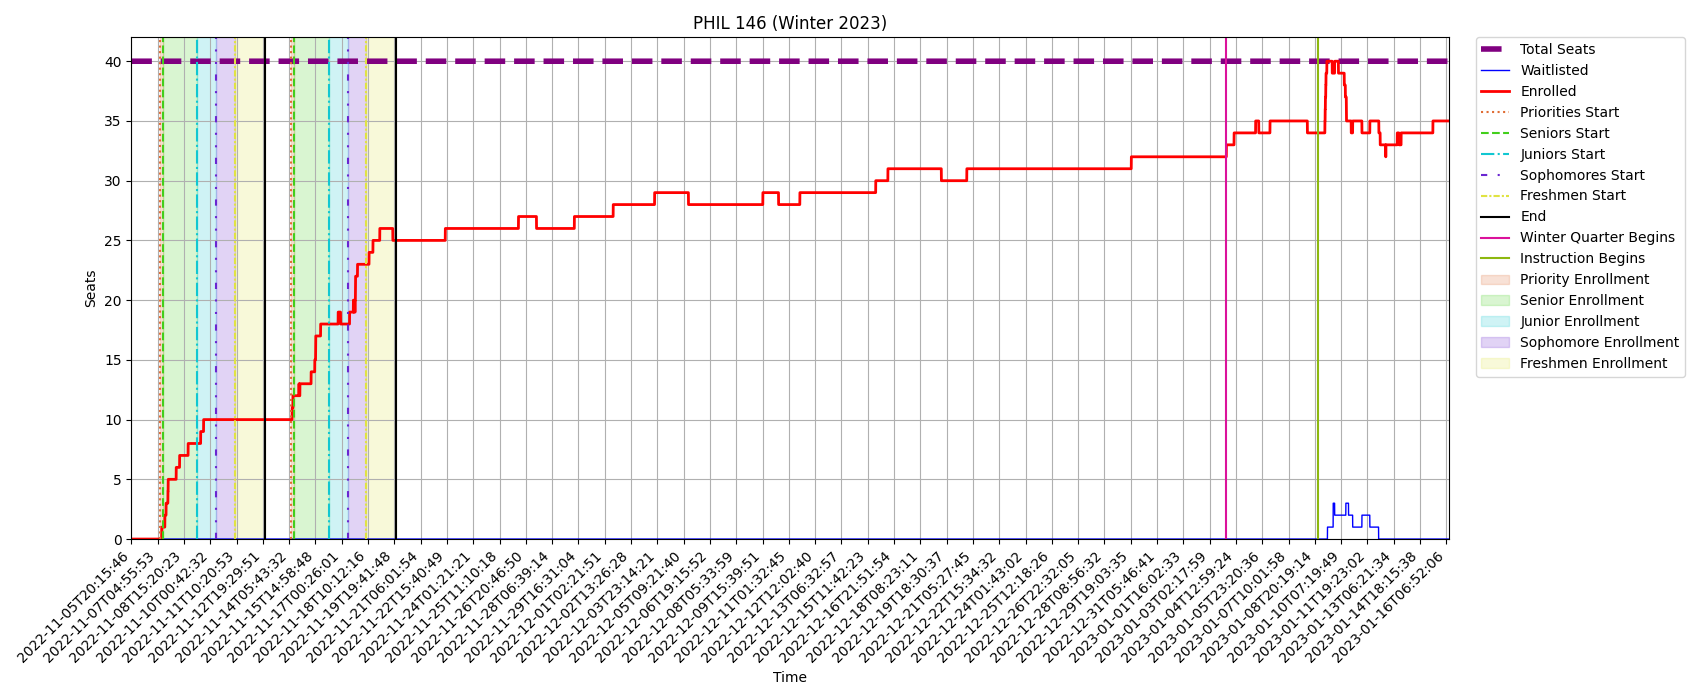 PHIL 146 (Winter 2023)
Seats
40
35
30
25
20
15
10
5
0
2022-11-05T20:15:46
2022-11-07T04:55:53
2022-11-08T15:20:23
2022-11-10T00:42:32
2022-11-11T10:20:53
2022-11-12T19:29:51
2022-11-14T05:43:32
2022-11-15T14:58:48
2022-11-17T00:26:01
2022-11-18T10:12:16
2022-11-19T19:41:48
2022-11-21T06:01:54
2022-11-22T15:40:49
2022-11-24T01:21:21
2022-11-25T11:10:18
2022-11-26T20:46:50
2022-11-28T06:39:14
2022-11-29T16:31:04
2022-12-01T02:21:51
2022-12-02T13:26:28
2022-12-03T23:14:21
2022-12-05T09:21:40
2022-12-06T19:15:52
2022-12-08T05:33:59
2022-12-09T15:39:51
2022-12-11T01:32:45
2022-12-12T12:02:40
2022-12-13T06:32:57
2022-12-15T11:42:23
2022-12-16T21:51:54
2022-12-18T08:23:11
2022-12-19T18:30:37
2022-12-21T05:27:45
2022-12-22T15:34:32
2022-12-24T01:43:02
2022-12-25T12:18:26
2022-12-26T22:32:05
2022-12-28T08:56:32
2022-12-29T19:03:35
2022-12-31T05:46:41
2023-01-01T16:02:33
2023-01-03T02:17:59
2023-01-04T12:59:24
2023-01-05T23:20:36
2023-01-07T10:01:58
2023-01-08T20:19:14
2023-01-10T07:19:49
2023-01-11T19:23:02
2023-01-13T06:21:34
2023-01-14T18:15:38
2023-01-16T06:52:06
Time
Total Seats
Waitlisted
Enrolled
Priorities Start
Seniors Start
Juniors Start
Sophomores Start
Freshmen Start
End
Winter Quarter Begins
Instruction Begins
Priority Enrollment
Senior Enrollment
Junior Enrollment
Sophomore Enrollment
Freshmen Enrollment